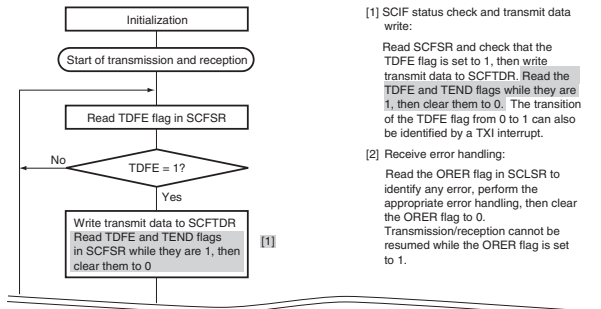 Initialization
Start of transmission and reception
Read TDFE flag in SCFSR
No
TDFE = 1?
Yes
Write transmit data to SCFTDR
Read TDFE and TEND flags
in SCFSR while they are 1, then
clear them to 0
[1]
[1] SCIF status check and transmit data
write:
Read SCFSR and check that the
TDFE flag is set to 1, then write
transmit data to SCFTDR. Read the
TDFE and TEND flags while they are
1, then clear them to 0. The transition
of the TDFE flag from 0 to 1 can also
be identified by a TXI interrupt.
[2] Receive error handling:
Read the ORER flag in SCLSR to
identify any error, perform the
appropriate error handling, then clear
the ORER flag to 0.
Transmission/reception cannot be
resumed while the ORER flag is set
to 1.